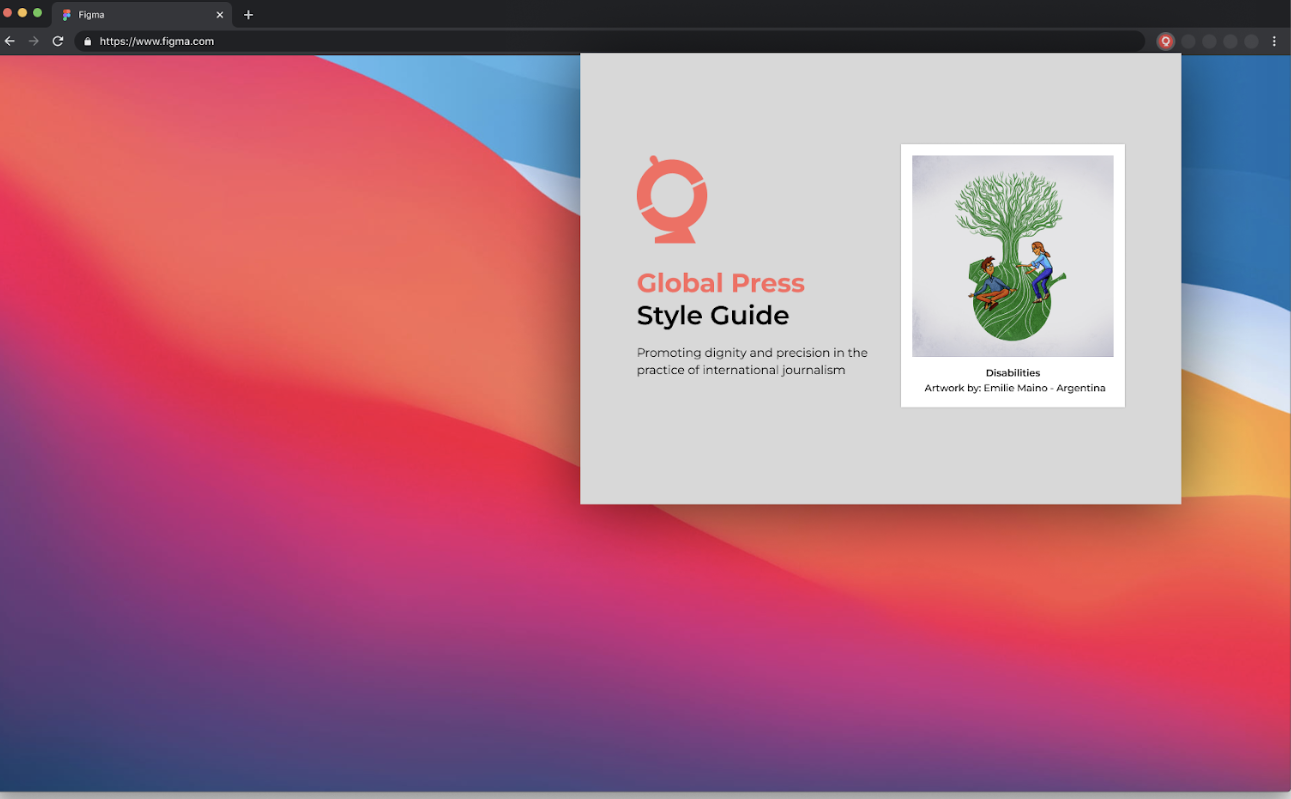 Figma
https://www.figma.com
Global Press
Style Guide
Promoting dignity and precision in the
practice of international journalism
Disabilities
Artwork by: Emilie Maino - Argentina